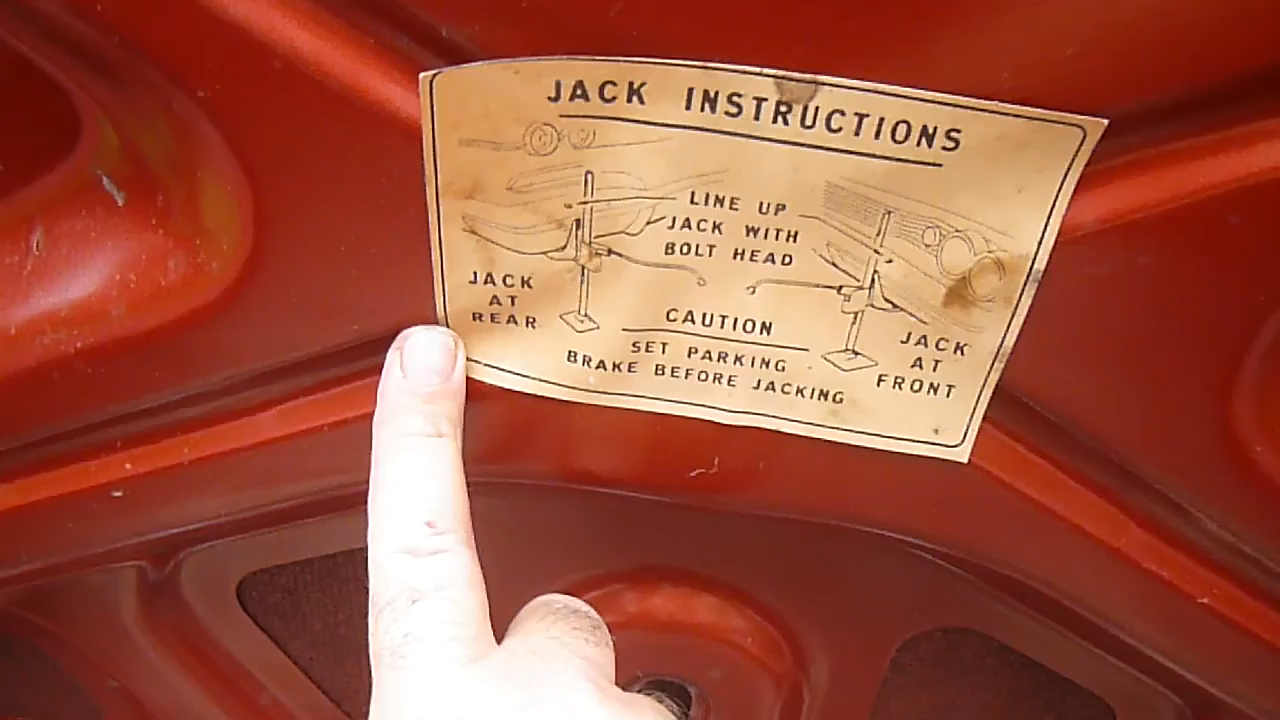 JACK INSTRUCTIONS
LINE UP
JACK WITH
BOLT HEAD
JACK
AT
REAR
CAUTION
SET PARKING
BRAKE BEFORE JACKING
JACK
AT
FRONT